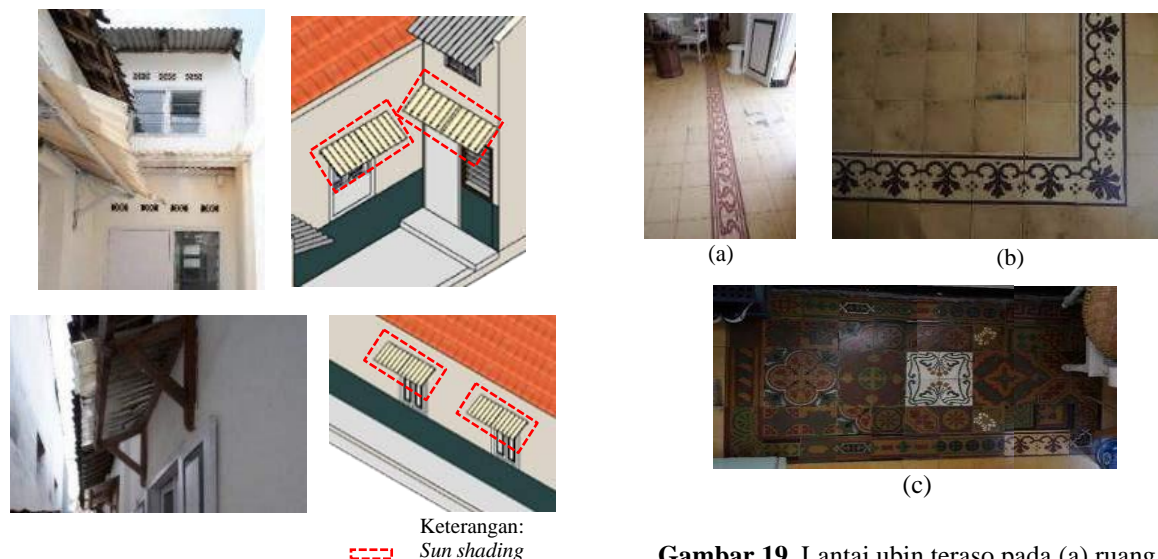 Keterangan:
Sun shading
(a)
(b)
(c)
Gambar 19. Lantai ubin teraso pada (a) ruang